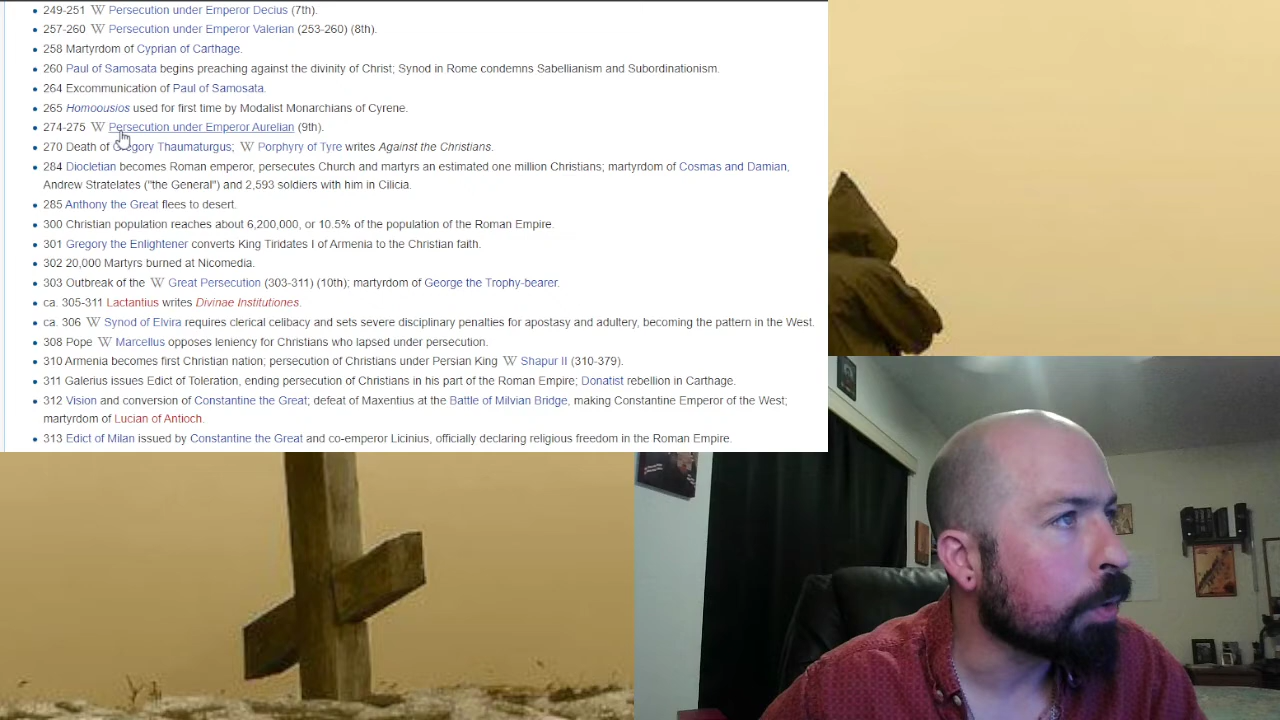 249-251 W Persecution under Emperor Decius (7th).
257-260 W Persecution under Emperor Valerian (253-260) (8th).
258 Martyrdom of Cyprian of Carthage.
260 Paul of Samosata begins preaching against the divinity of Christ; Synod in Rome condemns Sabellianism and Subordinationism.
264 Excommunication of Paul of Samosata.
265 Homoousios used for first time by Modalist Monarchians of Cyrene.
274-275 W Persecution under Emperor Aurelian (9th).
270 Death of Gregory Thaumaturgus; W Porphyry of Tyre writes Against the Christians.
284 Diocletian becomes Roman emperor, persecutes Church and martyrs an estimated one million Christians; martyrdom of Cosmas and Damian,
Andrew Stratelates ("the General") and 2,593 soldiers with him in Cilicia.
285 Anthony the Great flees to desert.
300 Christian population reaches about 6,200,000, or 10.5% of the population of the Roman Empire.
301 Gregory the Enlightener converts King Tiridates I of Armenia to the Christian faith.
302 20,000 Martyrs burned at Nicomedia.
303 Outbreak of the W Great Persecution (303-311) (10th); martyrdom of George the Trophy-bearer.
ca. 305-311 Lactantius writes Divinae Institutiones.
ca. 306 W Synod of Elvira requires clerical celibacy and sets severe disciplinary penalties for apostasy and adultery, becoming the pattern in the West.
308 Pope W Marcellus opposes leniency for Christians who lapsed under persecution.
310 Armenia becomes first Christian nation; persecution of Christians under Persian King W Shapur II (310-379).
311 Galerius issues Edict of Toleration, ending persecution of Christians in his part of the Roman Empire; Donatist rebellion in Carthage.
312 Vision and conversion of Constantine the Great; defeat of Maxentius at the Battle of Milvian Bridge, making Constantine Emperor of the West;
martyrdom of Lucian of Antioch.
313 Edict of Milan issued by Constantine the Great and co-emperor Licinius, officially declaring religious freedom in the Roman Empire.